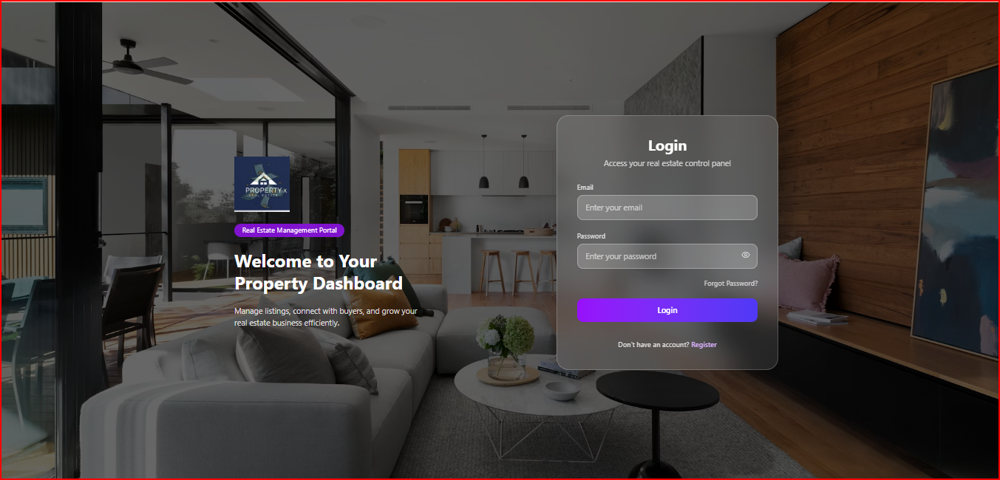 PROPERTY X
REAL ESTATE
Real Estate Management Portal
Welcome to Your
Property Dashboard
Manage listings, connect with buyers, and grow your
real estate business efficiently.
Login
Access your real estate control panel
Email
Enter your email
Password
Enter your password
Forgot Password?
Login
Don't have an account? Register